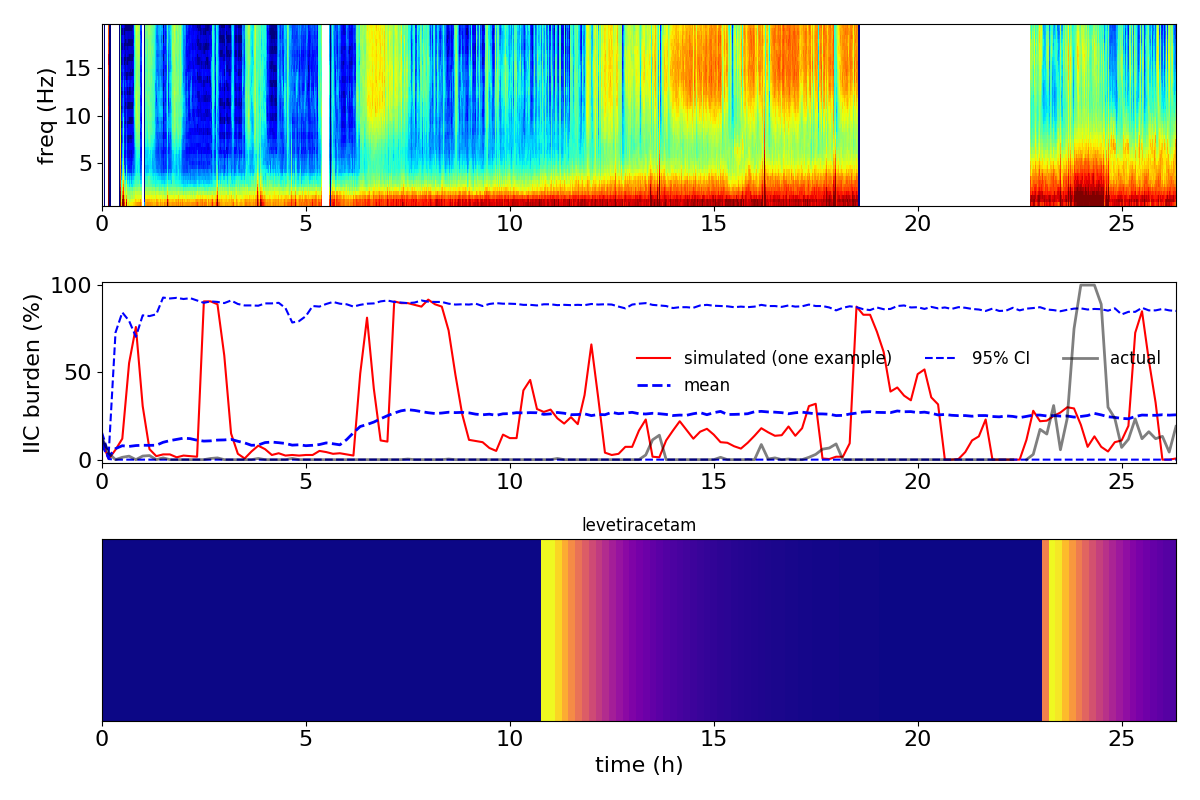 freq (Hz)
15
10
5
0 5 10 15 20 25
IIC burden (%)
100
50
0
simulated (one example) 95% CI actual
mean
0 5 10 15 20 25
levetiracetam
0 5 10 15 20 25
time (h)